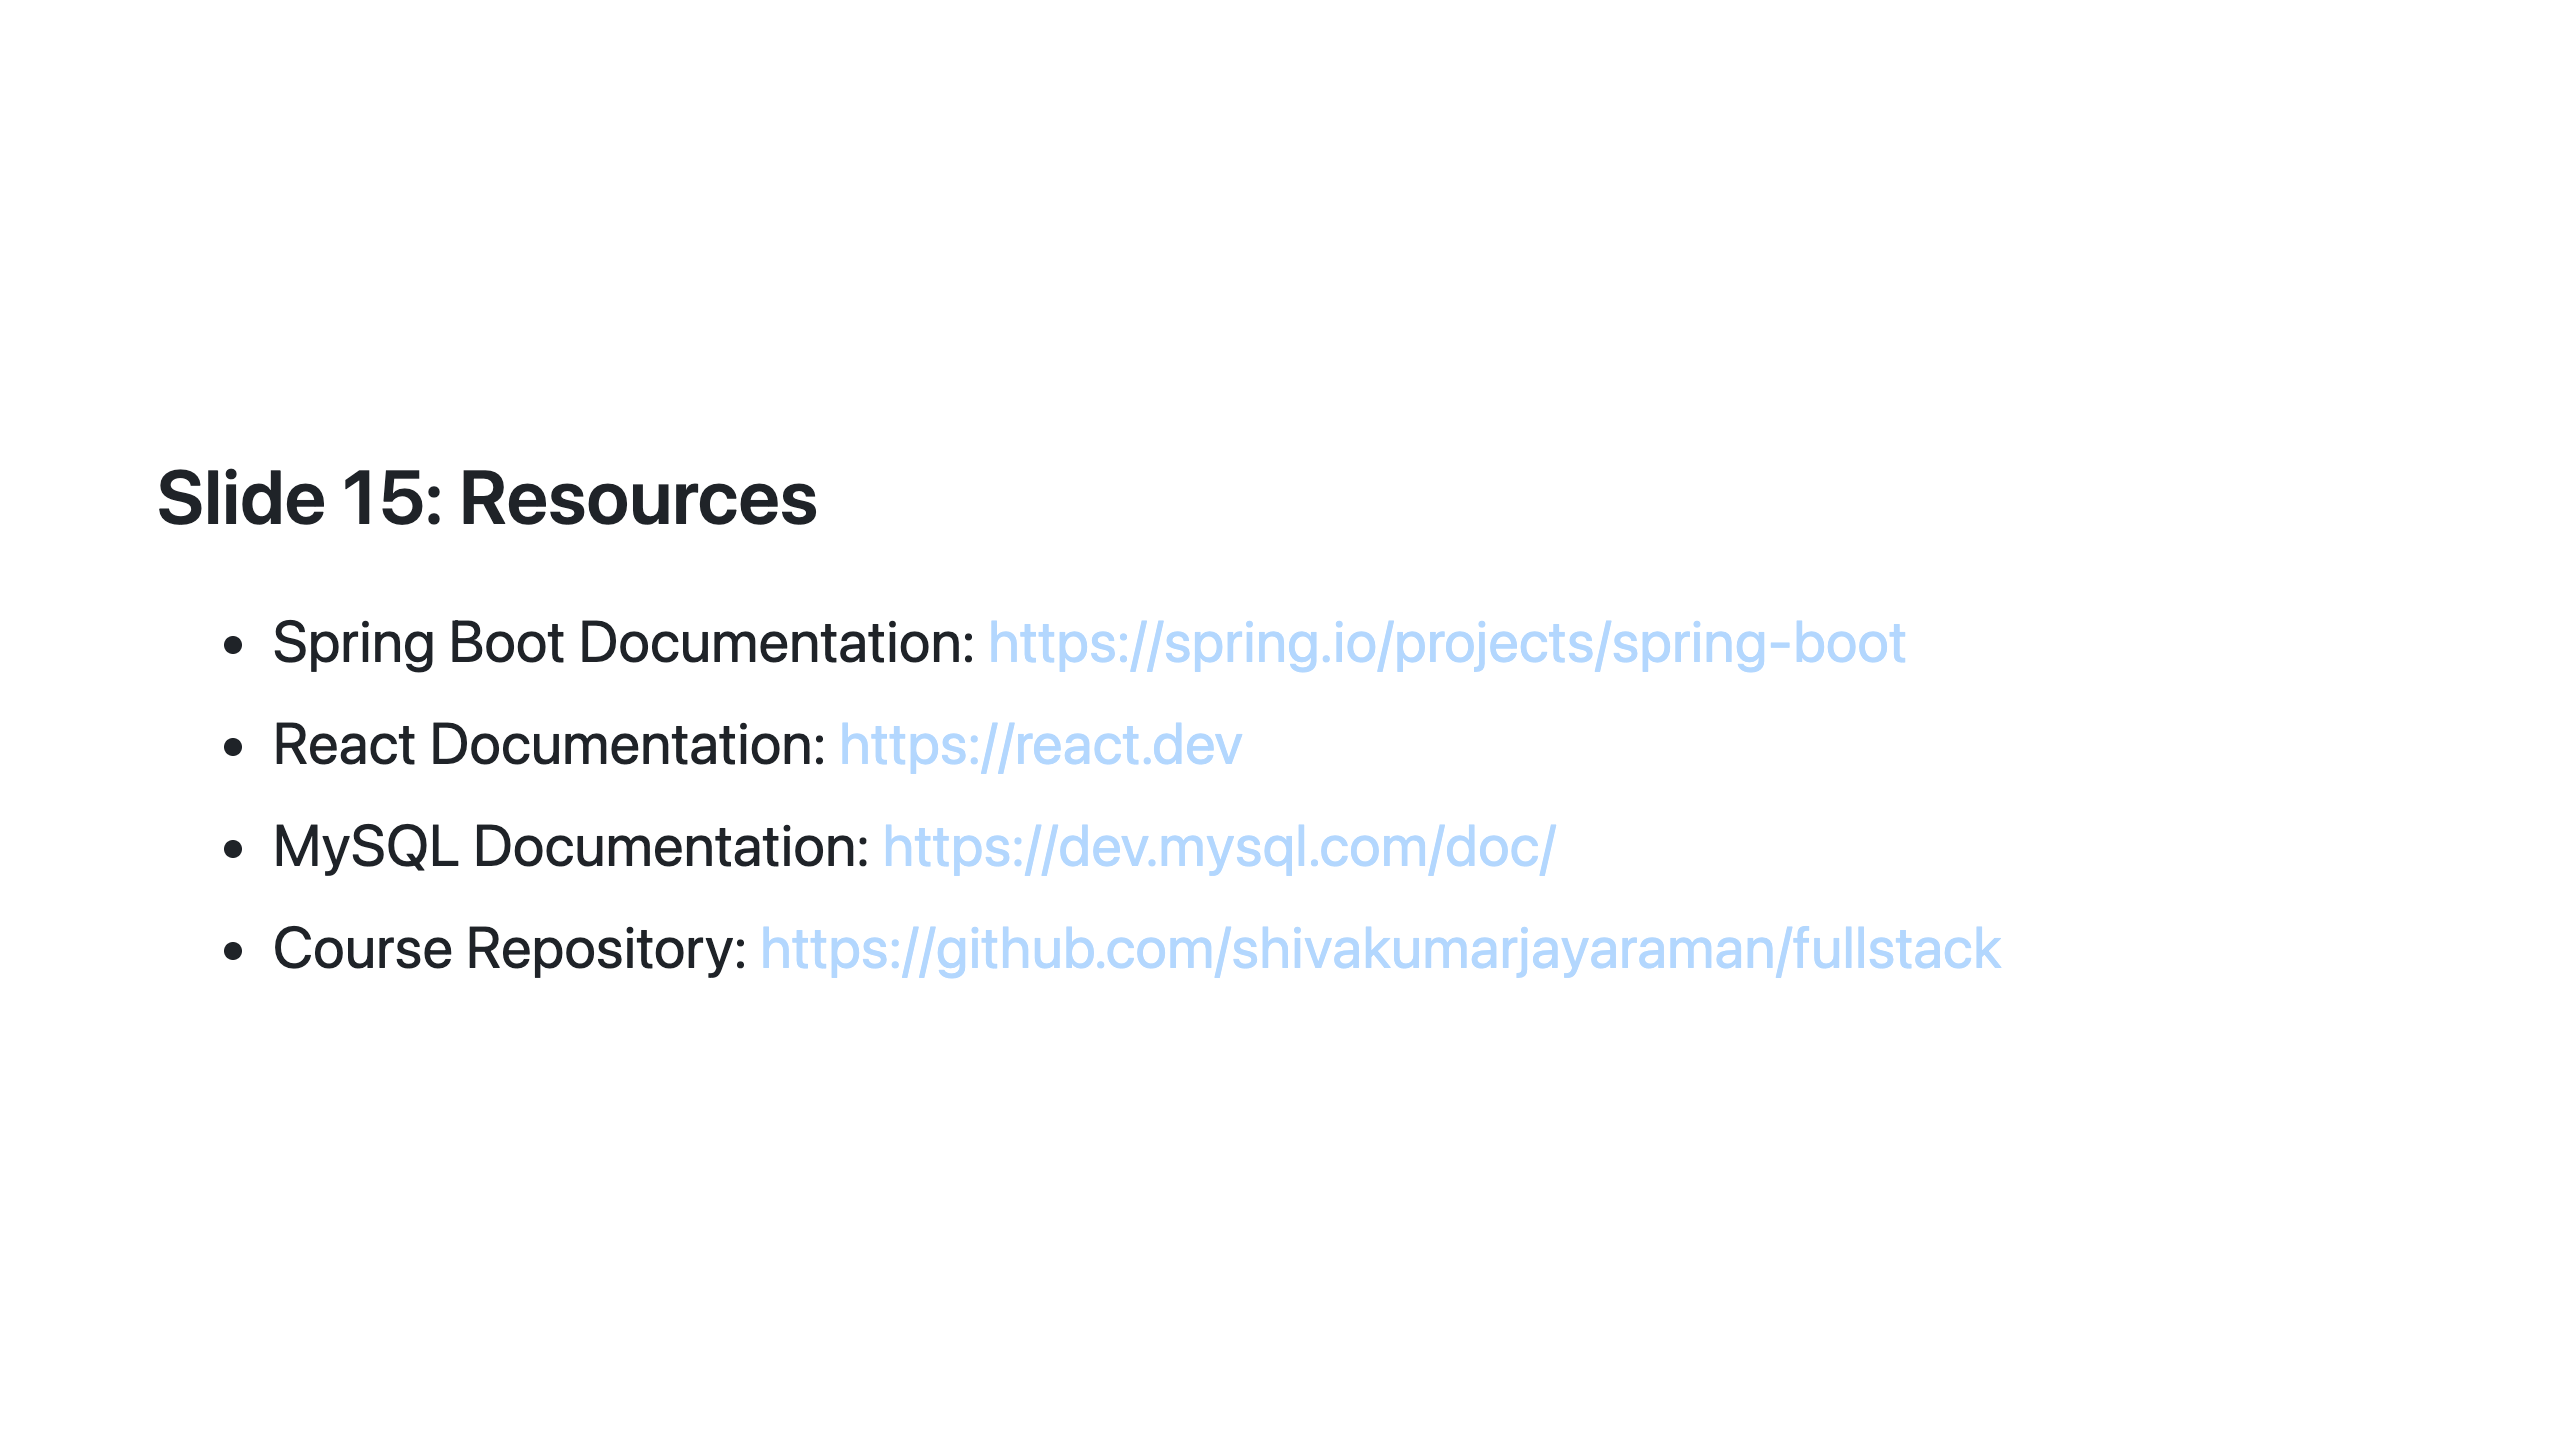 Slide 15: Resources
• Spring Boot Documentation: https://spring.io/projects/spring-boot
• React Documentation: https://react.dev
• MySQL Documentation: https://dev.mysql.com/doc/
• Course Repository: https://github.com/shivakumarjayaraman/fullstack